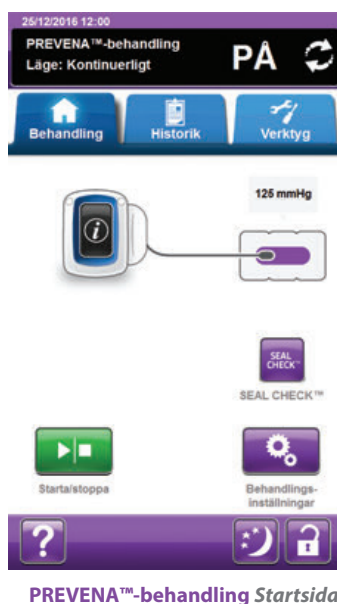 25/12/2016 12:00
PREVENA™-behandling
Läge: Kontinuerligt
PÅ
Behandling
Historik
Verktyg
125 mmHg
i
SEAL
CHECK™
SEAL CHECK™
Starta/stoppa
Behandlings-
inställningar
?
PREVENA™-behandling Startsida